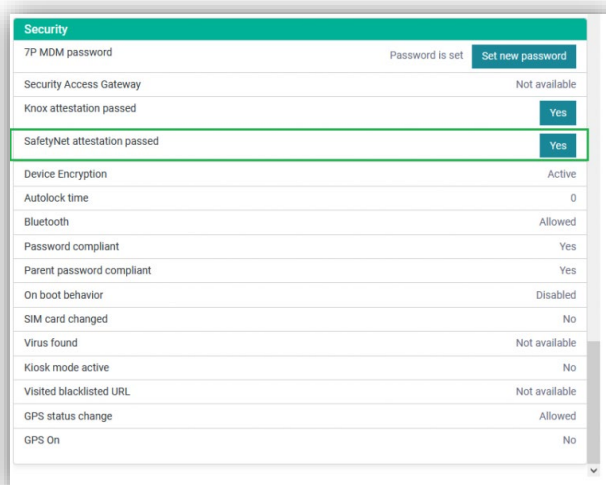 Security
7P MDM password Password is set Set new password
Security Access Gateway Not available
Knox attestation passed Yes
SafetyNet attestation passed Yes
Device Encryption Active
Autolock time 0
Bluetooth Allowed
Password compliant Yes
Parent password compliant Yes
On boot behavior Disabled
SIM card changed No
Virus found Not available
Kiosk mode active No
Visited blacklisted URL Not available
GPS status change Allowed
GPS On No